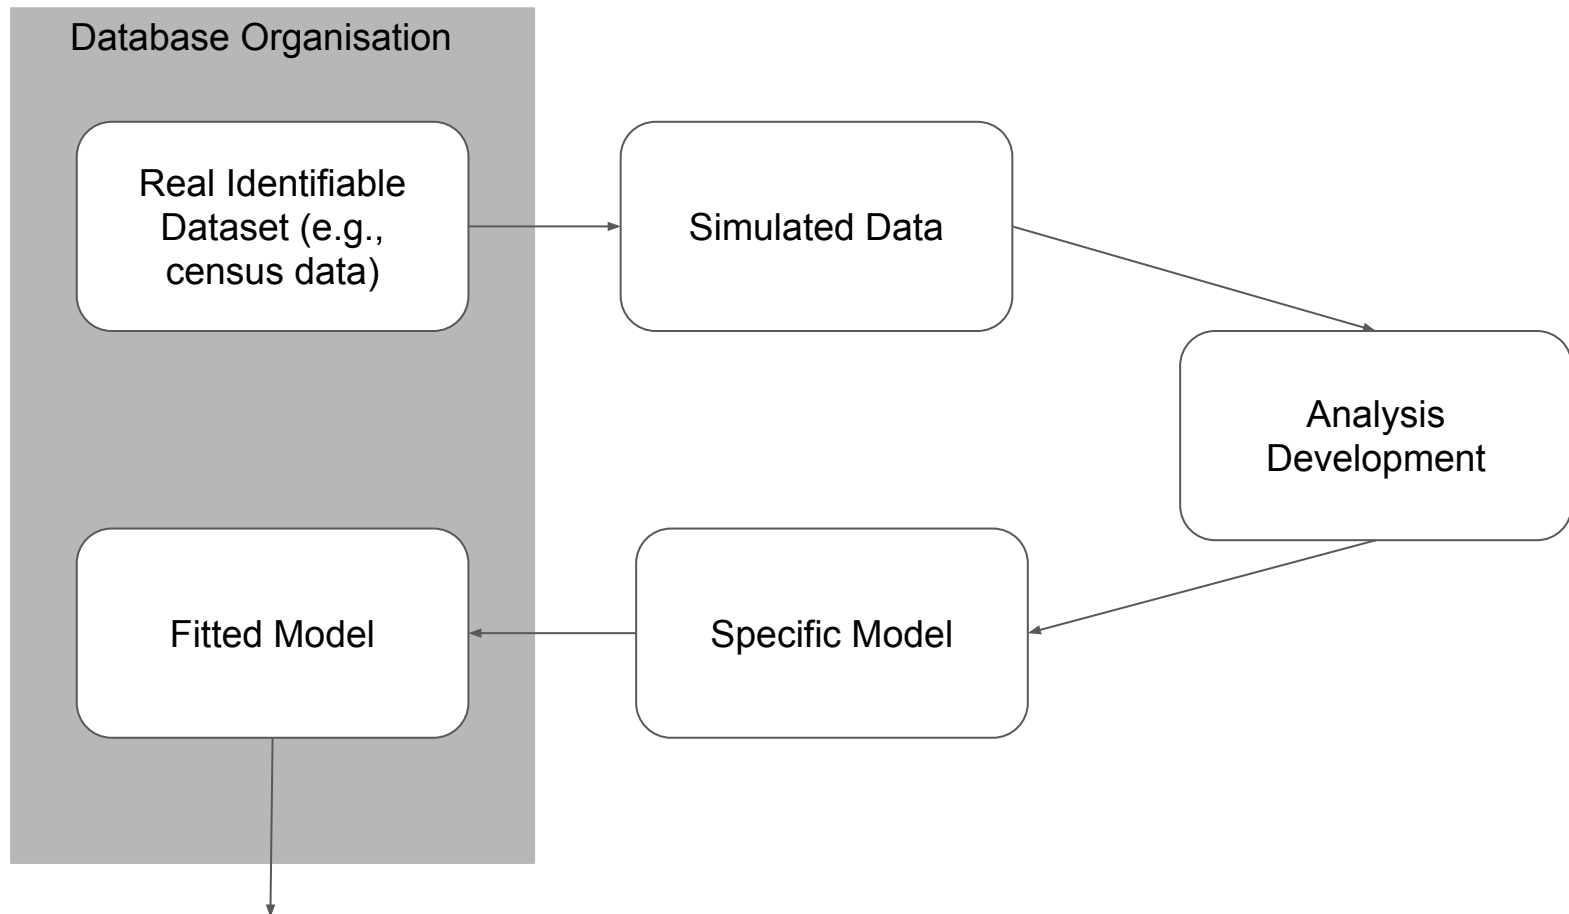 Database Organisation
Real Identifiable
Dataset (e.g.,
census data)
Simulated Data
Analysis
Development
Fitted Model
Specific Model